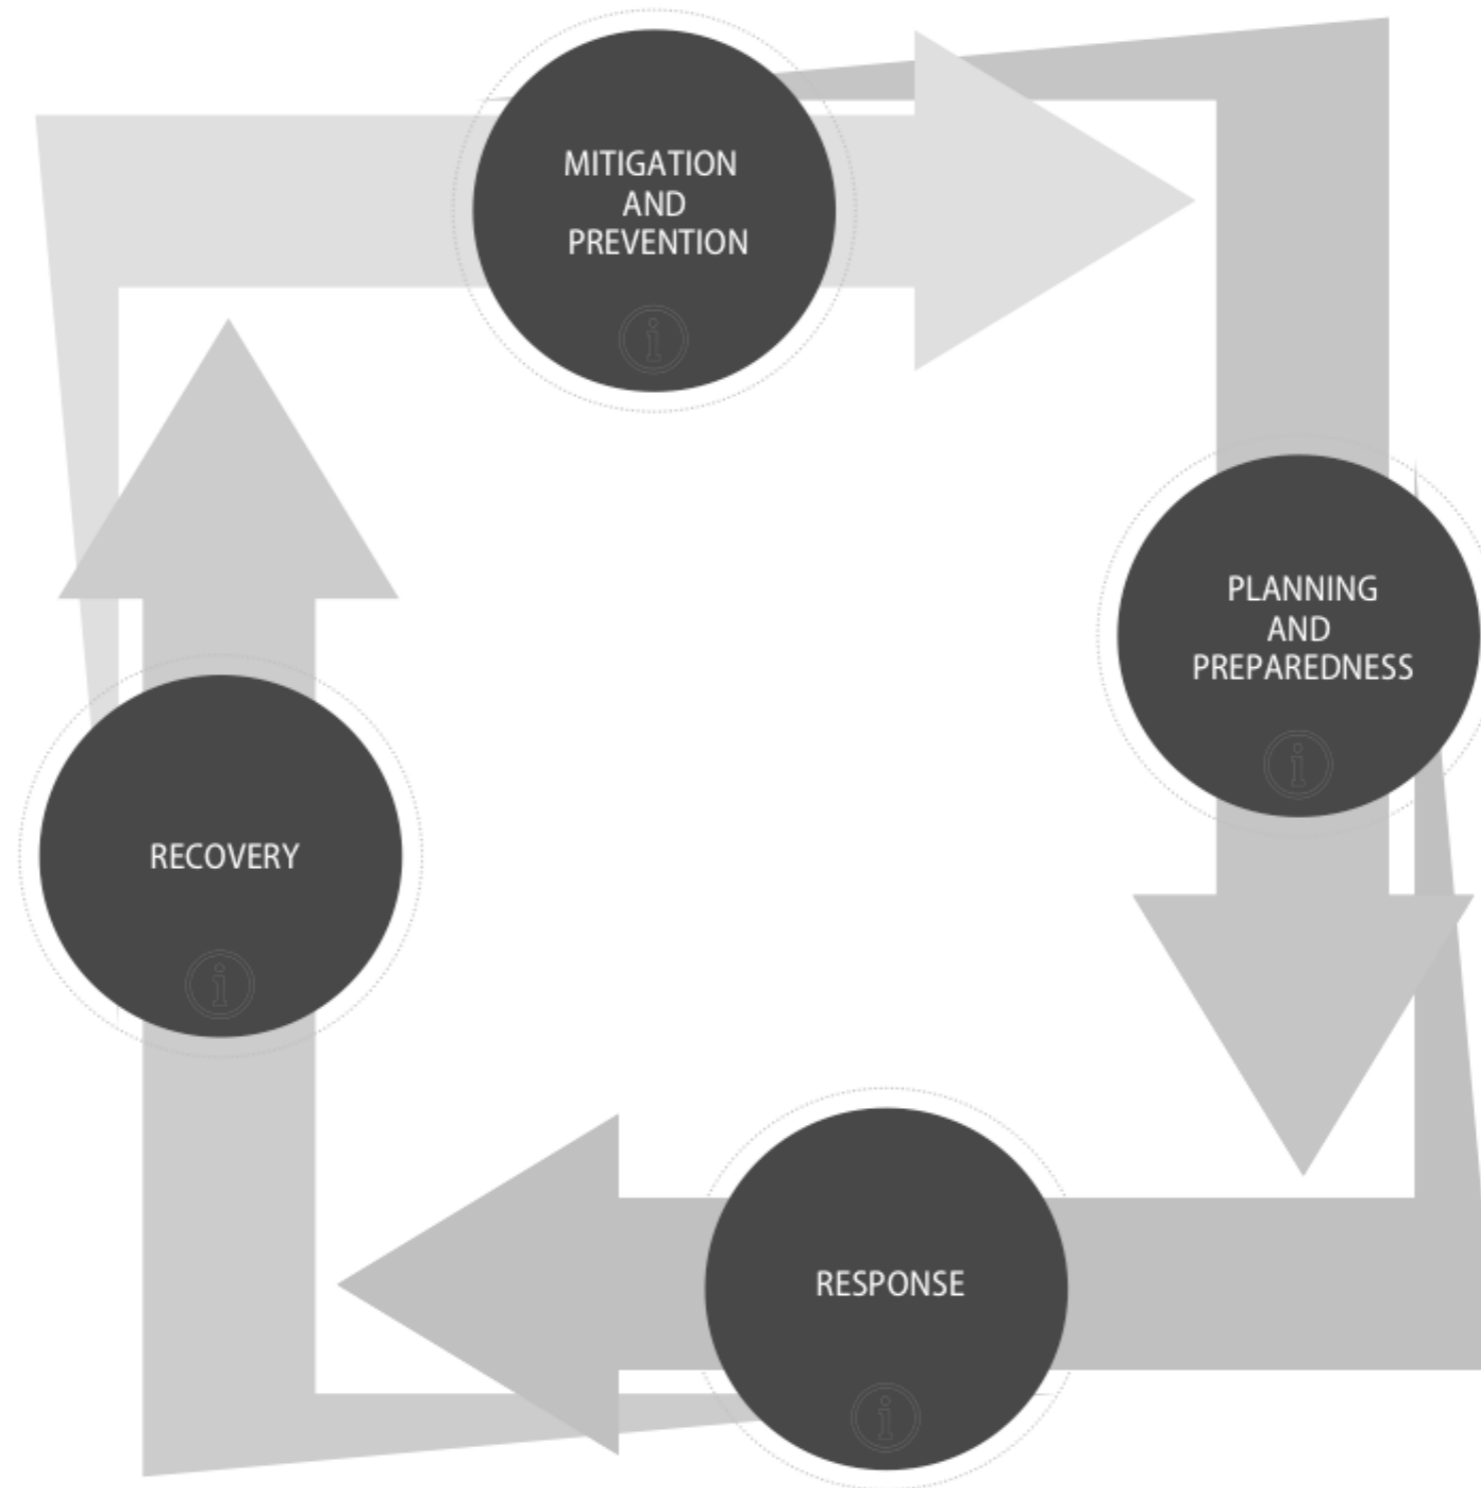 MITIGATION
AND
PREVENTION
PLANNING
AND
PREPAREDNESS
RECOVERY
RESPONSE